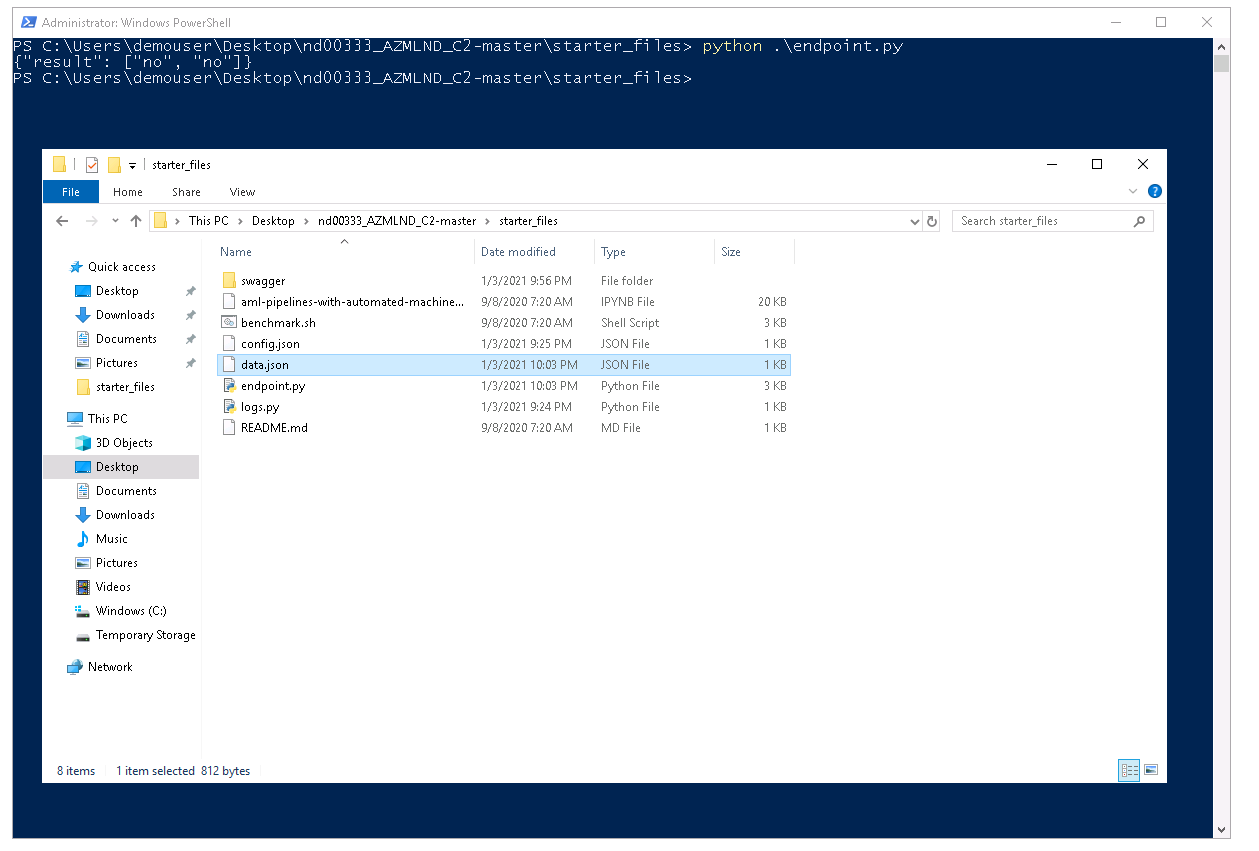 Administrator: Windows PowerShell
PS C:\Users\demouser\Desktop\nd00333_AZMLND_C2-master\starter_files> python .\endpoint.py
{"result": ["no", "no"]}
PS C:\Users\demouser\Desktop\nd00333_AZMLND_C2-master\starter_files>
starter_files
File Home Share View
This PC > Desktop > nd00333_AZMLND_C2-master > starter_files
Search starter_files
Name Date modified Type Size
Quick access
Desktop
Downloads
Documents
Pictures
starter_files
This PC
3D Objects
Desktop
Documents
Downloads
Music
Pictures
Videos
Windows (C:)
Temporary Storage
Network
swagger 1/3/2021 9:56 PM File folder
aml-pipelines-with-automated-machine... 9/8/2020 7:20 AM IPYNB File 20 KB
benchmark.sh 9/8/2020 7:20 AM Shell Script 3 KB
config.json 1/3/2021 9:25 PM JSON File 1 KB
data.json 1/3/2021 10:03 PM JSON File 1 KB
endpoint.py 1/3/2021 10:03 PM Python File 3 KB
logs.py 1/3/2021 9:24 PM Python File 1 KB
README.md 9/8/2020 7:20 AM MD File 1 KB
8 items 1 item selected 812 bytes